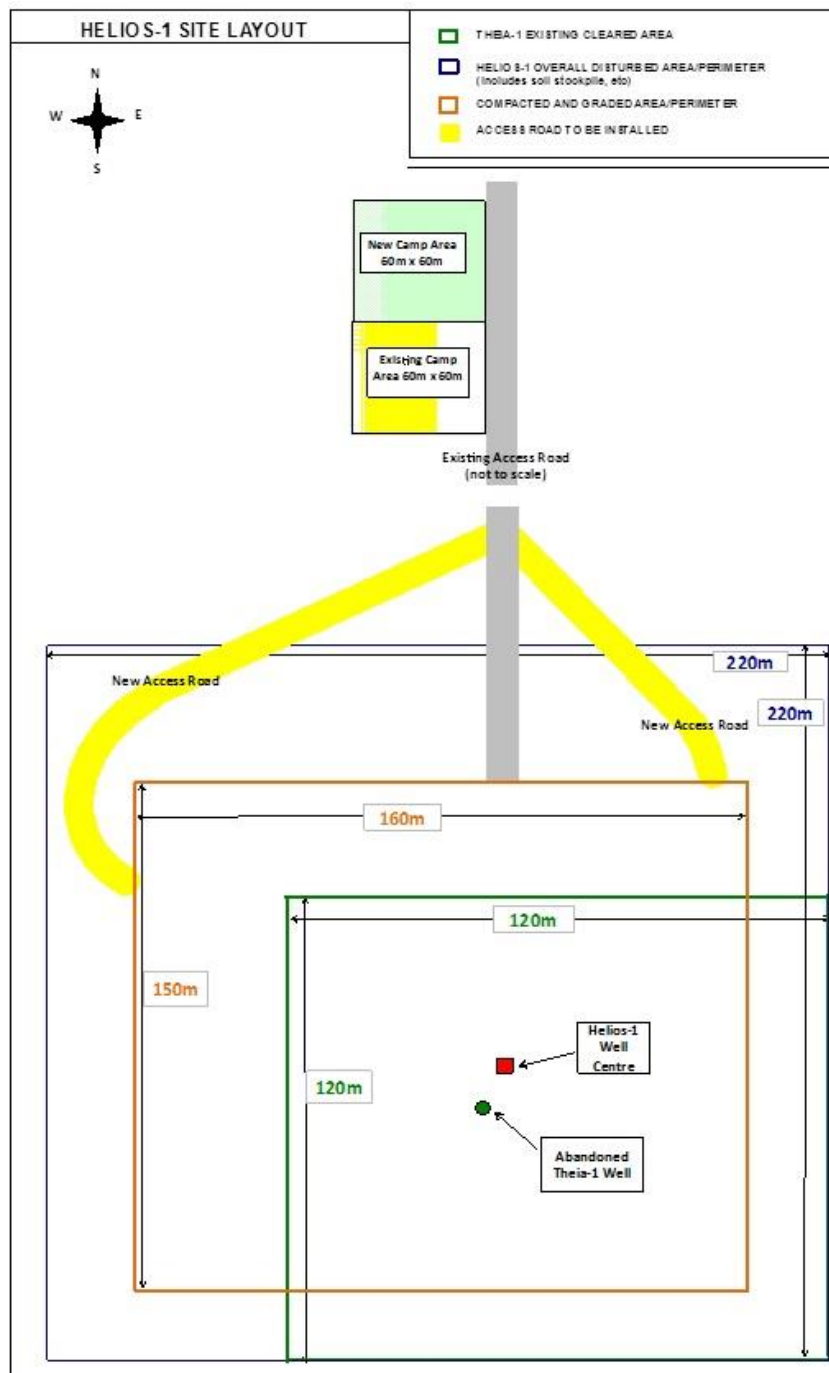 HELIOS-1 SITE LAYOUT
THEIA-1 EXISTING CLEARED AREA
HELIOS-1 OVERALL DISTURBED AREA/PERIMETER
(Includes soil stockpile, etc)
COMPACTED AND GRADED AREA/PERIMETER
ACCESS ROAD TO BE INSTALLED
N
W
E
S
New Camp Area
60m x 60m
Existing Camp
Area 60m x 60m
Existing Access Road
(not to scale)
220m
New Access Road
220m
New Access Road
160m
120m
150m
Helios-1
Well
Centre
120m
Abandoned
Theia-1 Well